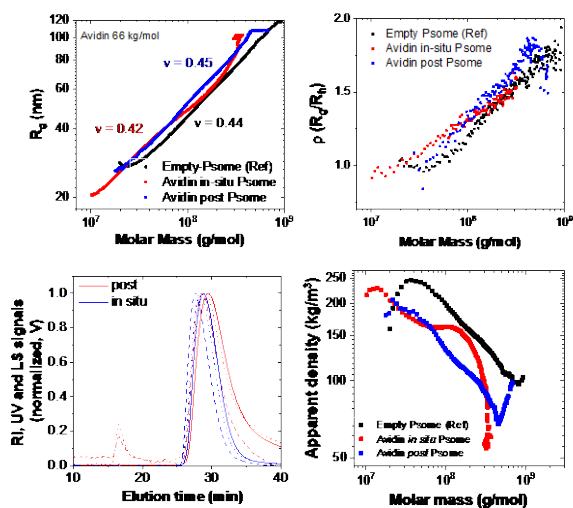 120
100
80
60
40
20
R_g (nm)
Avidin 66 kg/mol
ν = 0.45
ν = 0.42
ν = 0.44
Empty-Psome (Ref)
Avidin in-situ Psome
Avidin post Psome
10^7
10^8
10^9
Molar Mass (g/mol)
2.0
1.5
1.0
ρ (R_g/R_h)
Empty Psome (Ref)
Avidin in-situ Psome
Avidin post Psome
10^7
10^8
10^9
Molar Mass (g/mol)
1.0
0.8
0.6
0.4
0.2
0.0
RI, UV and LS signals
(normalized, V)
post
in situ
10
20
30
40
Elution time (min)
250
200
150
100
50
Apparent density (kg/m³)
Empty Psome (Ref)
Avidin in situ Psome
Avidin post Psome
10^7
10^8
10^9
Molar mass (g/mol)